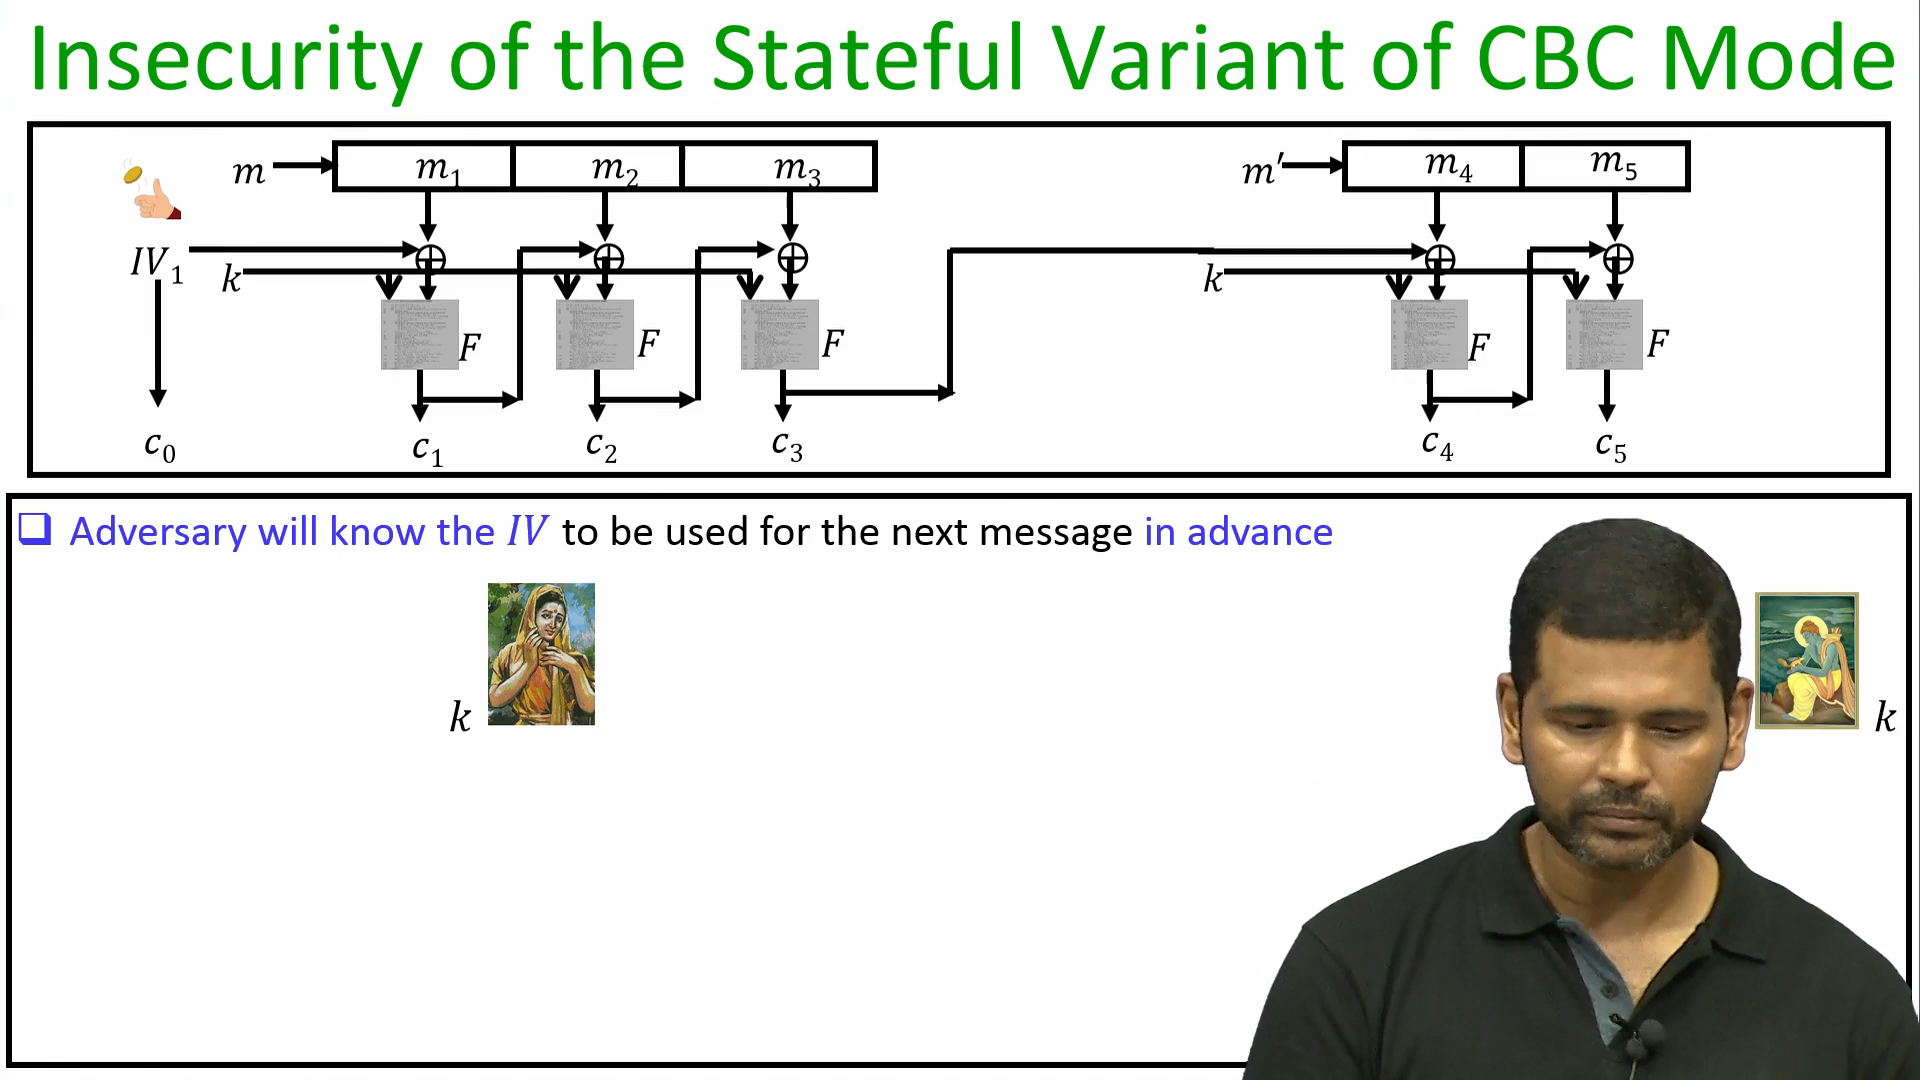 Insecurity of the Stateful Variant of CBC Mode
m m₁ m₂ m₃ m′ m₄ m₅
IV₁ k k
F F F F F
c₀ c₁ c₂ c₃ c₄ c₅
❑ Adversary will know the IV to be used for the next message in advance
k k